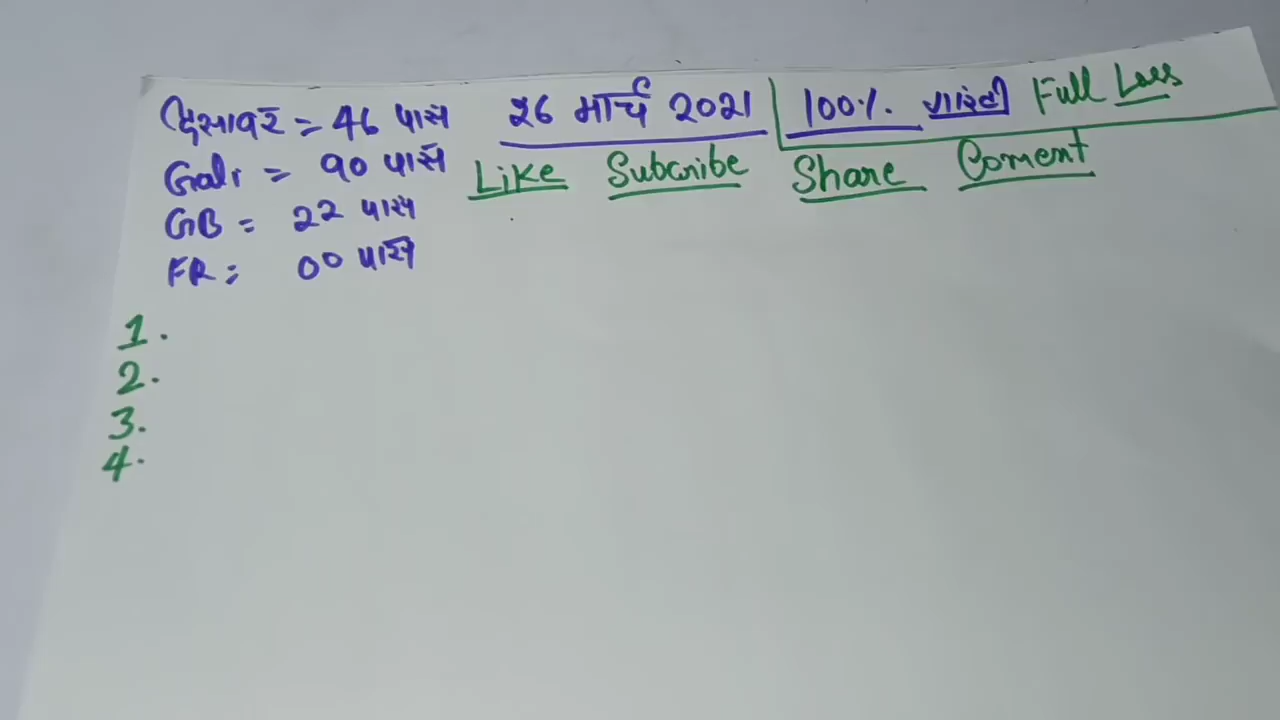 दिसावर = 46 पास
Gali = 90 पास
GB = 22 पास
FR = 00 पास
26 मार्च 2021
100% गारंटी Full Loss
Like Subcribe Share Coment
1.
2.
3.
4.